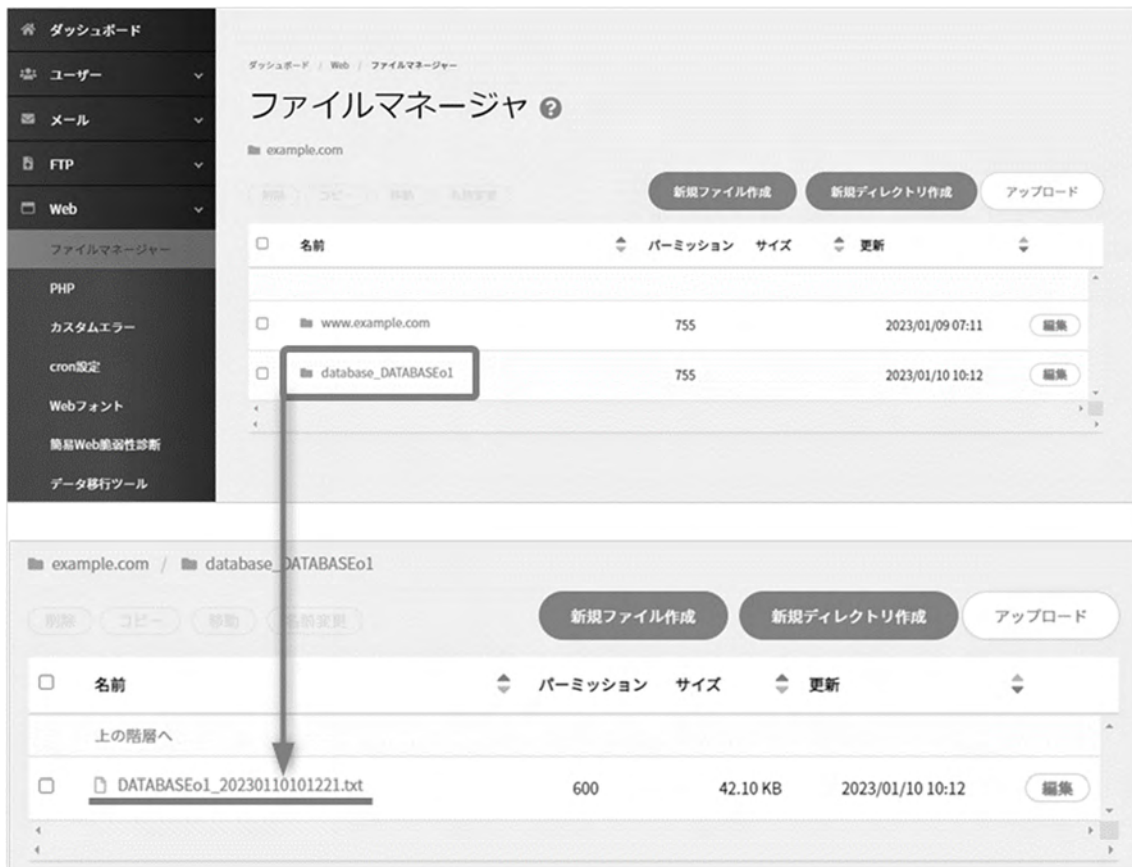 ダッシュボード
ユーザー
メール
FTP
Web
ファイルマネージャー
PHP
カスタムエラー
cron設定
Webフォント
簡易Web脆弱性診断
データ移行ツール
ダッシュボード / Web / ファイルマネージャー
ファイルマネージャ ?
example.com
削除 コピー 移動 名称変更 新規ファイル作成 新規ディレクトリ作成 アップロード
名前 パーミッション サイズ 更新
www.example.com 755 2023/01/09 07:11 編集
database_DATABASEo1 755 2023/01/10 10:12 編集
example.com / database_DATABASEo1
削除 コピー 移動 名称変更 新規ファイル作成 新規ディレクトリ作成 アップロード
名前 パーミッション サイズ 更新
上の階層へ
DATABASEo1_20230110101221.txt 600 42.10 KB 2023/01/10 10:12 編集